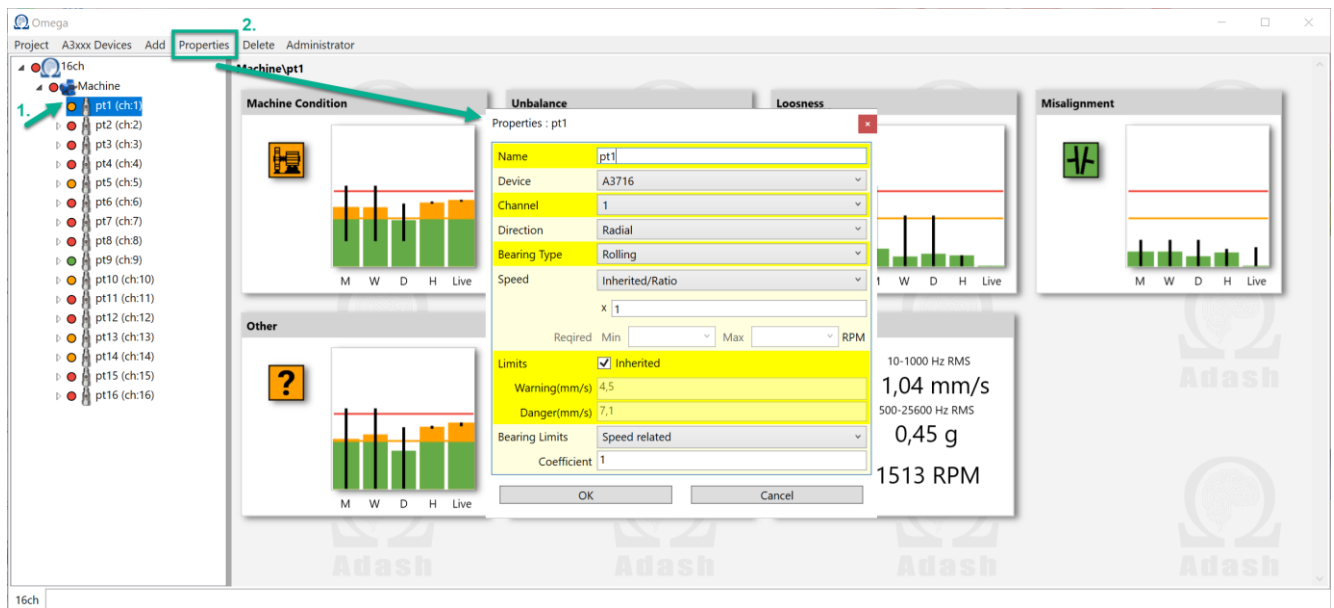 Omega
2.
Project A3xxx Devices Add Properties Delete Administrator
16ch
Machine
1.
pt1 (ch:1)
pt2 (ch:2)
pt3 (ch:3)
pt4 (ch:4)
pt5 (ch:5)
pt6 (ch:6)
pt7 (ch:7)
pt8 (ch:8)
pt9 (ch:9)
pt10 (ch:10)
pt11 (ch:11)
pt12 (ch:12)
pt13 (ch:13)
pt14 (ch:14)
pt15 (ch:15)
pt16 (ch:16)
Machine\pt1
Machine Condition
M W D H Live
Unbalance
Loosness
W D H Live
Misalignment
M W D H Live
Other
?
M W D H Live
10-1000 Hz RMS
1,04 mm/s
500-25600 Hz RMS
0,45 g
1513 RPM
Properties : pt1
Name pt1
Device A3716
Channel 1
Direction Radial
Bearing Type Rolling
Speed Inherited/Ratio
x 1
Reqired Min Max RPM
Limits Inherited
Warning(mm/s) 4,5
Danger(mm/s) 7,1
Bearing Limits Speed related
Coefficient 1
OK Cancel
Adash
Adash
Adash
Adash
Adash
16ch